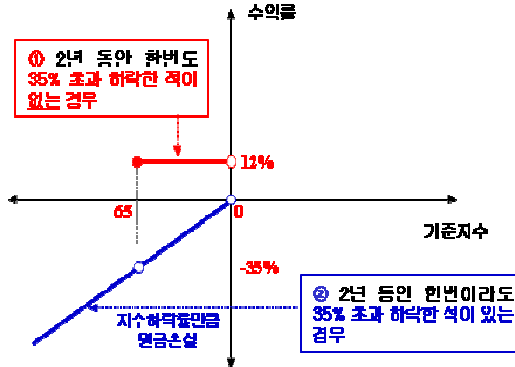 수익률
① 2년 동안 한번도
35% 초과 하락한 적이
없는 경우
12%
65
0
기준지수
-35%
② 2년 동안 한번이라도
35% 초과 하락한 적이 있는
경우
지수하락률만큼
원금손실